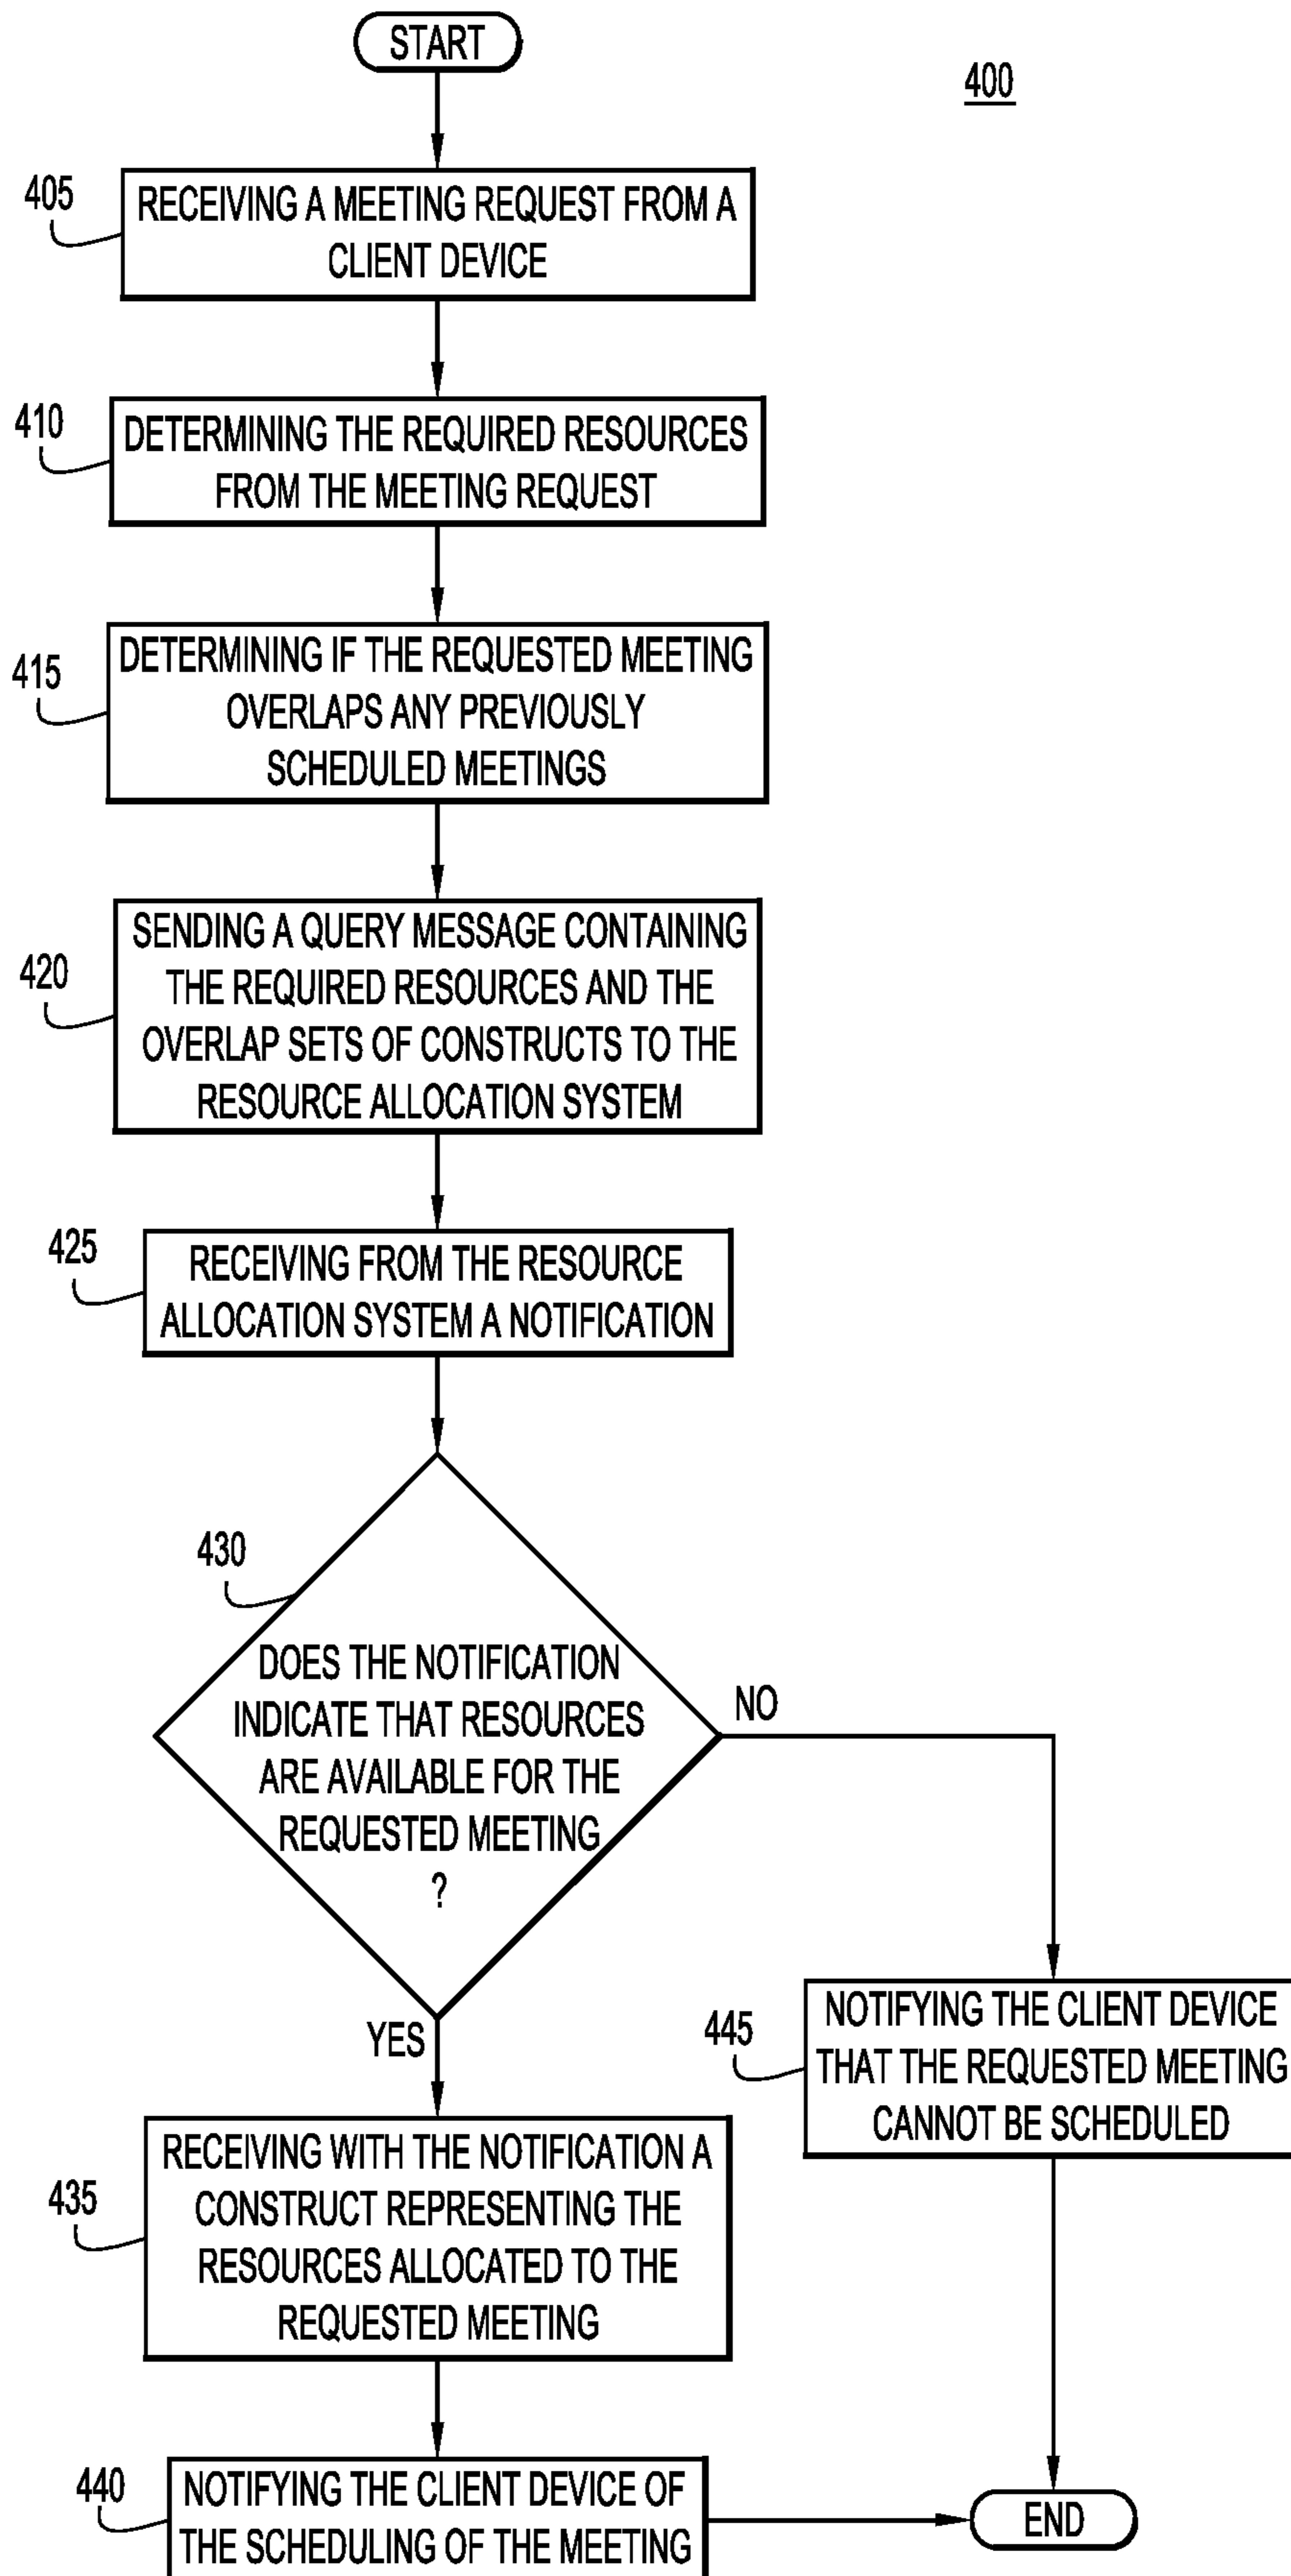 START
400
405
RECEIVING A MEETING REQUEST FROM A
CLIENT DEVICE
410
DETERMINING THE REQUIRED RESOURCES
FROM THE MEETING REQUEST
415
DETERMINING IF THE REQUESTED MEETING
OVERLAPS ANY PREVIOUSLY
SCHEDULED MEETINGS
420
SENDING A QUERY MESSAGE CONTAINING
THE REQUIRED RESOURCES AND THE
OVERLAP SETS OF CONSTRUCTS TO THE
RESOURCE ALLOCATION SYSTEM
425
RECEIVING FROM THE RESOURCE
ALLOCATION SYSTEM A NOTIFICATION
430
DOES THE NOTIFICATION
INDICATE THAT RESOURCES
ARE AVAILABLE FOR THE
REQUESTED MEETING
?
NO
YES
445
NOTIFYING THE CLIENT DEVICE
THAT THE REQUESTED MEETING
CANNOT BE SCHEDULED
435
RECEIVING WITH THE NOTIFICATION A
CONSTRUCT REPRESENTING THE
RESOURCES ALLOCATED TO THE
REQUESTED MEETING
440
NOTIFYING THE CLIENT DEVICE OF
THE SCHEDULING OF THE MEETING
END